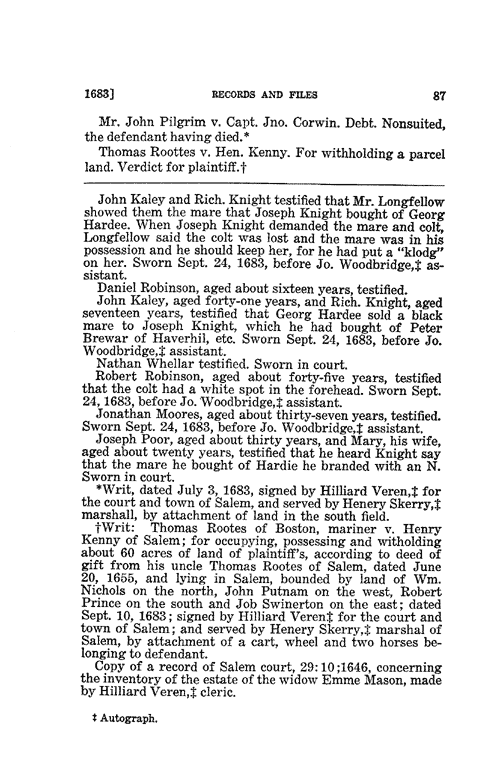 1683] RECORDS AND FILES 87
Mr. John Pilgrim v. Capt. Jno. Corwin. Debt. Nonsuited,
the defendant having died.*
Thomas Roottes v. Hen. Kenny. For withholding a parcel
land. Verdict for plaintiff.†
John Kaley and Rich. Knight testified that Mr. Longfellow
showed them the mare that Joseph Knight bought of Georg
Hardee. When Joseph Knight demanded the mare and colt,
Longfellow said the colt was lost and the mare was in his
possession and he should keep her, for he had put a "klodg"
on her. Sworn Sept. 24, 1683, before Jo. Woodbridge,‡ as-
sistant.
Daniel Robinson, aged about sixteen years, testified.
John Kaley, aged forty-one years, and Rich. Knight, aged
seventeen years, testified that Georg Hardee sold a black
mare to Joseph Knight, which he had bought of Peter
Brewar of Haverhil, etc. Sworn Sept. 24, 1683, before Jo.
Woodbridge,‡ assistant.
Nathan Whellar testified. Sworn in court.
Robert Robinson, aged about forty-five years, testified
that the colt had a white spot in the forehead. Sworn Sept.
24, 1683, before Jo. Woodbridge,‡ assistant.
Jonathan Moores, aged about thirty-seven years, testified.
Sworn Sept. 24, 1683, before Jo. Woodbridge,‡ assistant.
Joseph Poor, aged about thirty years, and Mary, his wife,
aged about twenty years, testified that he heard Knight say
that the mare he bought of Hardie he branded with an N.
Sworn in court.
*Writ, dated July 3, 1683, signed by Hilliard Veren,‡ for
the court and town of Salem, and served by Henery Skerry,‡
marshall, by attachment of land in the south field.
†Writ: Thomas Rootes of Boston, mariner v. Henry
Kenny of Salem; for occupying, possessing and witholding
about 60 acres of land of plaintiff's, according to deed of
gift from his uncle Thomas Rootes of Salem, dated June
20, 1655, and lying in Salem, bounded by land of Wm.
Nichols on the north, John Putnam on the west, Robert
Prince on the south and Job Swinerton on the east; dated
Sept. 10, 1683; signed by Hilliard Veren‡ for the court and
town of Salem; and served by Henery Skerry,‡ marshal of
Salem, by attachment of a cart, wheel and two horses be-
longing to defendant.
Copy of a record of Salem court, 29:10;1646, concerning
the inventory of the estate of the widow Emme Mason, made
by Hilliard Veren,‡ cleric.
‡ Autograph.